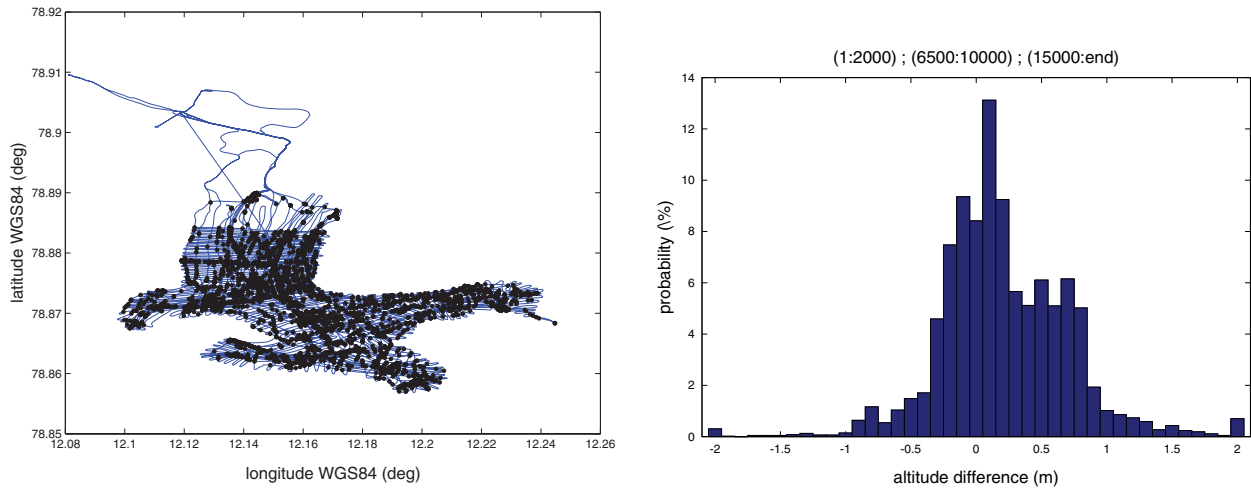 78.92
78.91
78.9
78.89
78.88
78.87
78.86
78.85
latitude WGS84 (deg)
12.08 12.1 12.12 12.14 12.16 12.18 12.2 12.22 12.24 12.26
longitude WGS84 (deg)
(1:2000) ; (6500:10000) ; (15000:end)
14
12
10
8
6
4
2
0
probability (\%)
-2 -1.5 -1 -0.5 0 0.5 1 1.5 2
altitude difference (m)